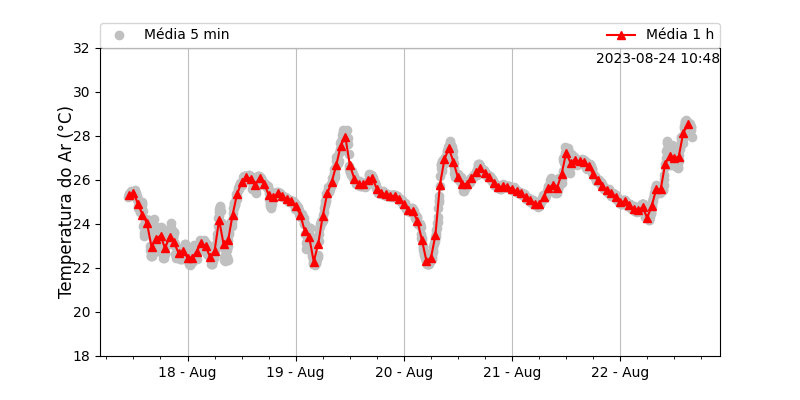 Média 5 min
Média 1 h
2023-08-24 10:48
Temperatura do Ar (°C)
32
30
28
26
24
22
20
18
18 - Aug
19 - Aug
20 - Aug
21 - Aug
22 - Aug